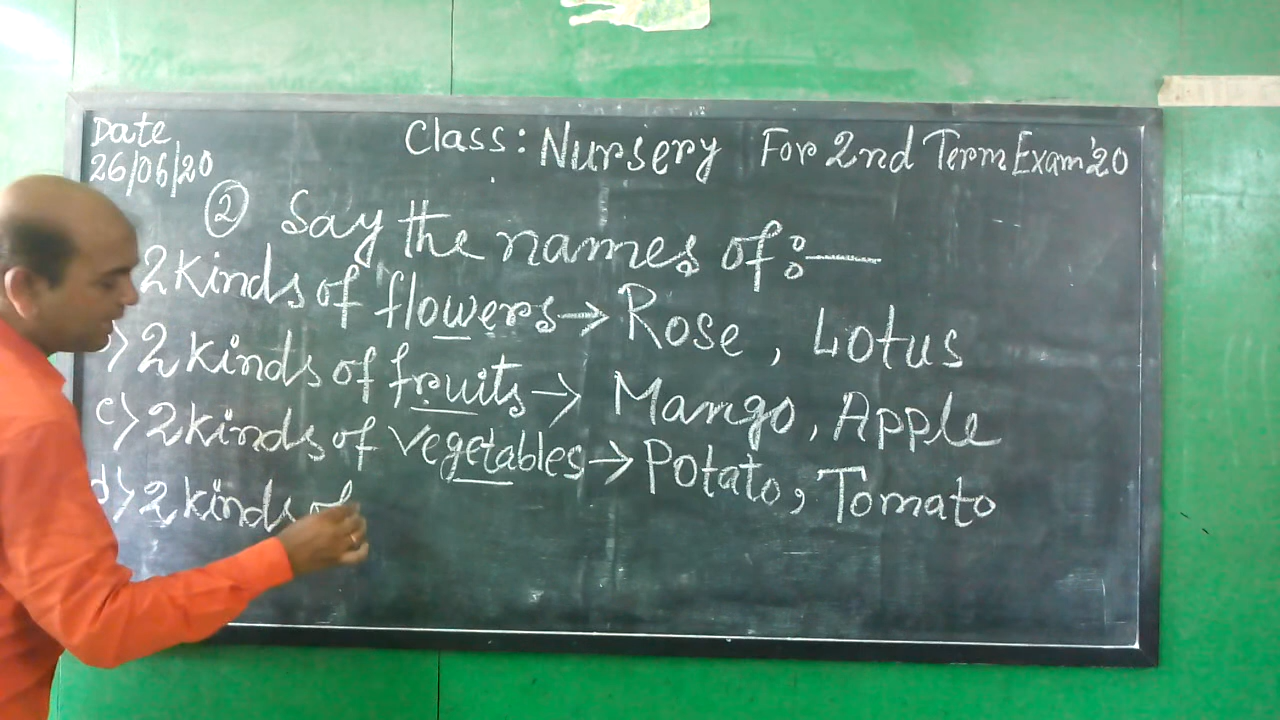 Date
26/06/20
Class: Nursery For 2nd Term Exam'20
② Say the names of:—
2 kinds of flowers → Rose, Lotus
b) 2 kinds of fruits → Mango, Apple
c) 2 kinds of vegetables → Potato, Tomato
d) 2 kinds of